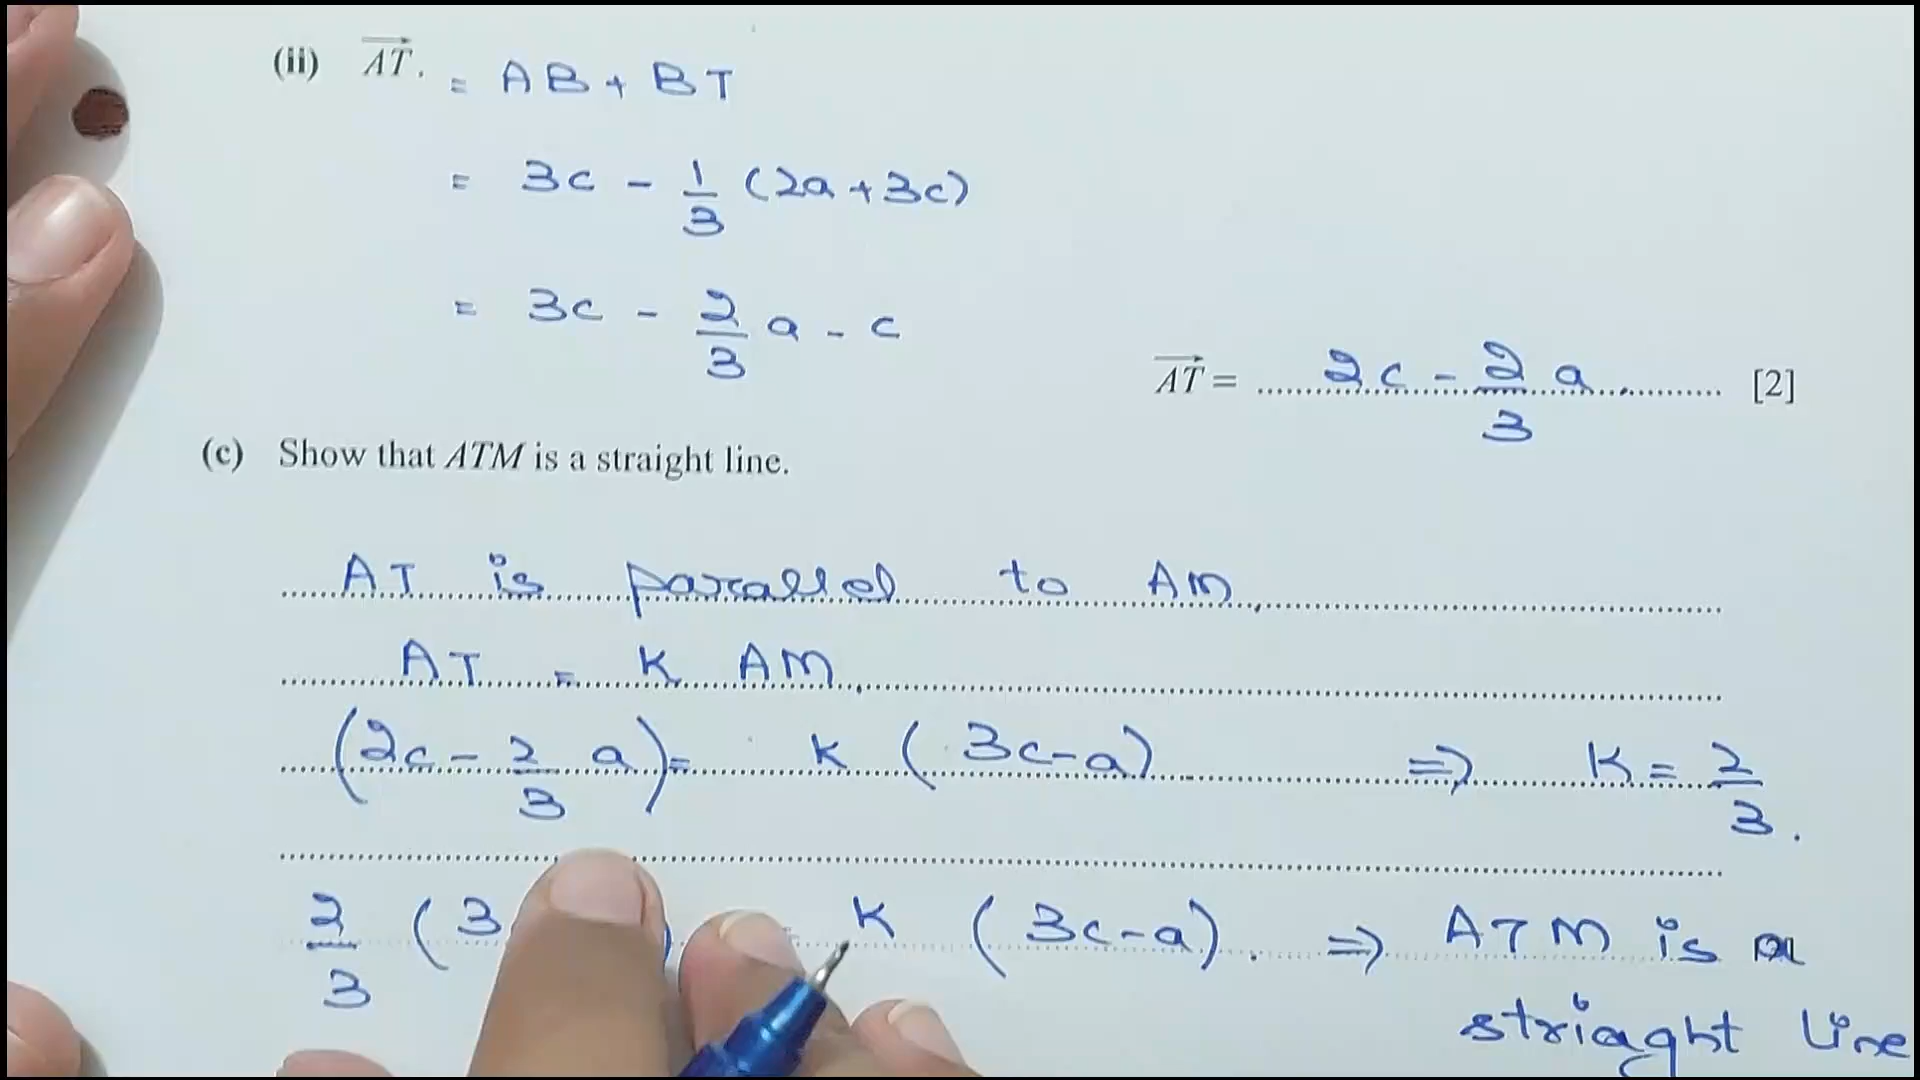 (ii) AT. = AB + BT
= 3c - 1/3 (2a + 3c)
= 3c - 2/3 a - c
AT = 2c - 2/3 a [2]
(c) Show that ATM is a straight line.
AT is parallel to AM,
AT = K AM,
(2c - 2/3 a) = K (3c-a) => K = 2/3.
2/3 (3 ) K (3c-a). => ATM is a
striaght line